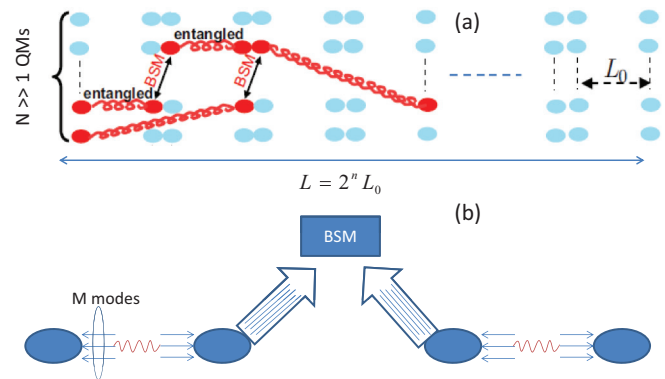 (a)
entangled
N >> 1 QMs
BSM
BSM
L₀
entangled
L = 2ⁿ L₀
(b)
BSM
M modes